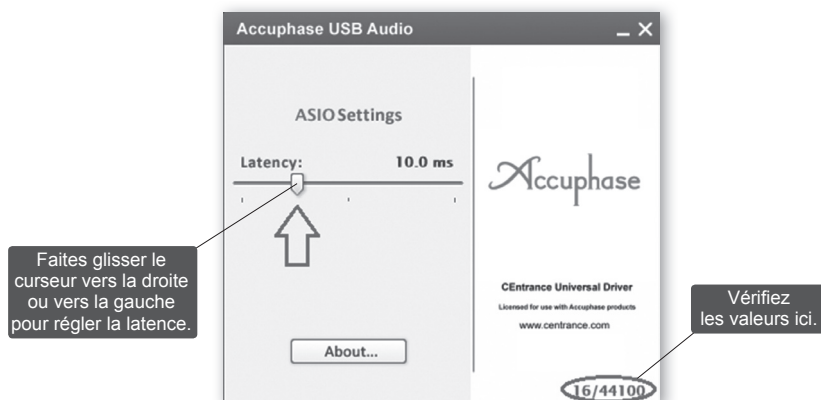 Accuphase USB Audio
ASIO Settings
Latency: 10.0 ms
Faites glisser le
curseur vers la droite
ou vers la gauche
pour régler la latence.
About...
Accuphase
CEntrance Universal Driver
Licensed for use with Accuphase products
www.centrance.com
Vérifiez
les valeurs ici.
16/44100